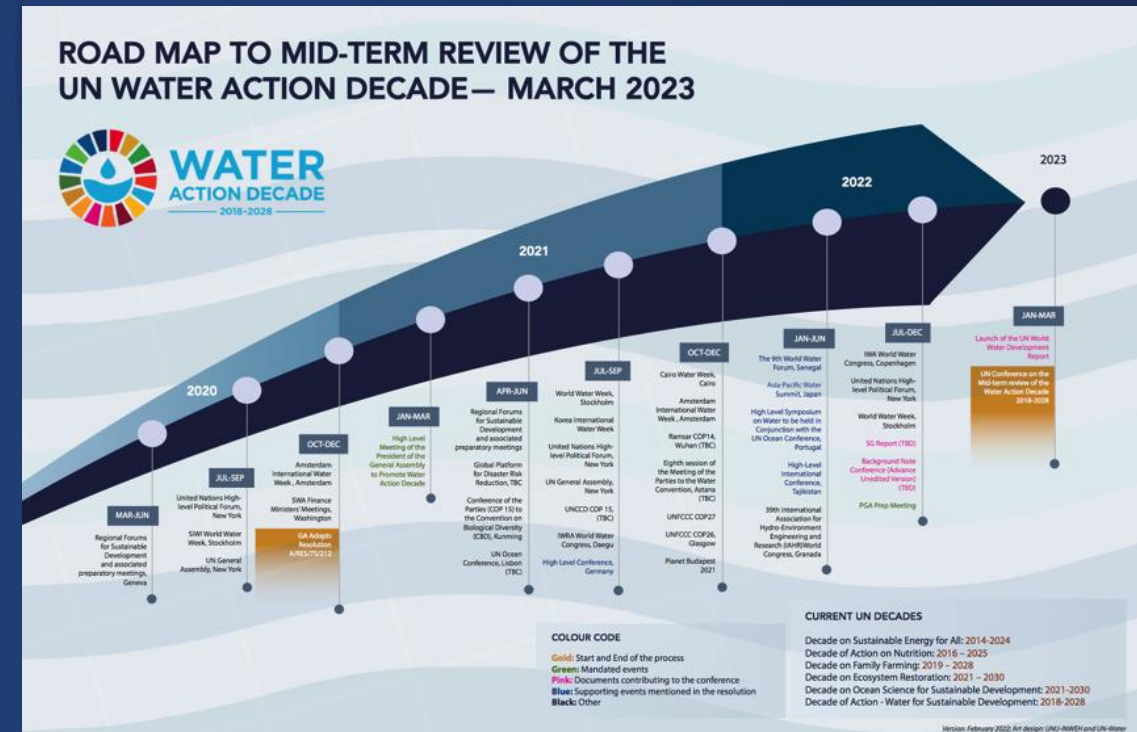 ROAD MAP TO MID-TERM REVIEW OF THE
UN WATER ACTION DECADE— MARCH 2023
WATER
ACTION DECADE
2018-2028
2020
2021
2022
2023
MAR-JUN
Regional Forums
for Sustainable
Development
and associated
preparatory meetings,
Geneva
JUL-SEP
United Nations High-
level Political Forum,
New York
SIWI World Water
Week, Stockholm
UN General
Assembly, New York
OCT-DEC
Amsterdam
International Water
Week , Amsterdam
SWA Finance
Ministers' Meetings,
Washington
GA Adopts
Resolution
A/RES/75/212
JAN-MAR
High Level
Meeting of the
President of the
General Assembly
to Promote Water
Action Decade
APR-JUN
Regional Forums
for Sustainable
Development
and associated
preparatory meetings
Global Platform
for Disaster Risk
Reduction, TBC
Conference of the
Parties (COP 15) to
the Convention on
Biological Diversity
(CBD), Kunming
UN Ocean
Conference, Lisbon
(TBC)
JUL-SEP
World Water Week,
Stockholm
Korea International
Water Week
United Nations High-
level Political Forum,
New York
UN General Assembly,
New York
UNCCD COP 15,
(TBC)
IWRA World Water
Congress, Daegu
High Level Conference,
Germany
OCT-DEC
Cairo Water Week,
Cairo
Amsterdam
International Water
Week , Amsterdam
Ramsar COP14,
Wuhan (TBC)
Eighth session of
the Meeting of the
Parties to the Water
Convention, Astana
(TBC)
UNFCCC COP27
UNFCCC COP26,
Glasgow
Planet Budapest
2021
JAN-JUN
The 9th World Water
Forum, Senegal
Asia-Pacific Water
Summit, Japan
High Level Symposium
on Water to be held in
Conjunction with the
UN Ocean Conference,
Portugal
High-Level
International
Conference,
Tajikistan
39th International
Association for
Hydro-Environment
Engineering and
Research (IAHR)World
Congress, Granada
JUL-DEC
IWA World Water
Congress, Copenhagen
United Nations High-
level Political Forum,
New York
World Water Week,
Stockholm
SG Report (TBD)
Background Note
Conference (Advance
Unedited Version)
(TBD)
PGA Prep Meeting
JAN-MAR
Launch of the UN World
Water Development
Report
UN Conference on the
Mid-term review of the
Water Action Decade
2018-2028
COLOUR CODE
Gold: Start and End of the process
Green: Mandated events
Pink: Documents contributing to the conference
Blue: Supporting events mentioned in the resolution
Black: Other
CURRENT UN DECADES
Decade on Sustainable Energy for All: 2014-2024
Decade of Action on Nutrition: 2016 – 2025
Decade on Family Farming: 2019 – 2028
Decade on Ecosystem Restoration: 2021 – 2030
Decade on Ocean Science for Sustainable Development: 2021-2030
Decade of Action - Water for Sustainable Development: 2018-2028
Version: February 2022; Art design: UNU-INWEH and UN-Water